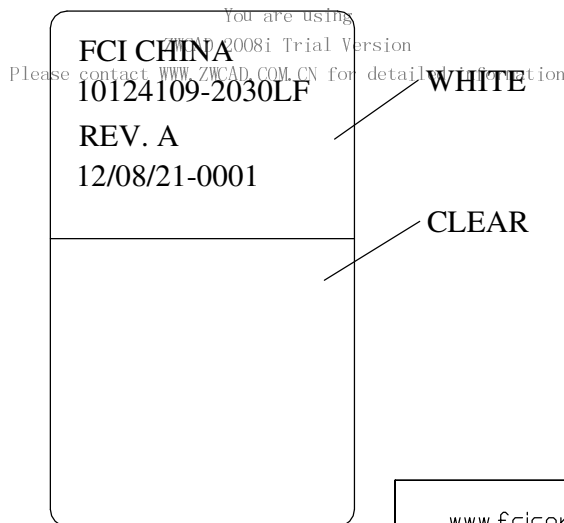 You are using
ZWCAD 2008i Trial Version
Please contact WWW.ZWCAD.COM.CN for detailed information
FCI CHINA
10124109-2030LF
REV. A
12/08/21-0001
WHITE
CLEAR